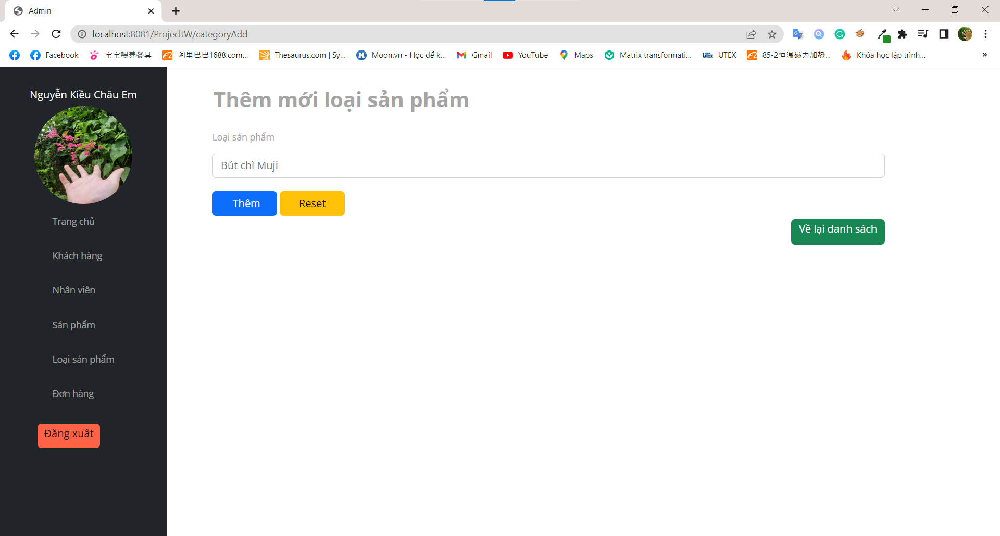 Admin
localhost:8081/ProjecltW/categoryAdd
Facebook
宝宝喂养餐具
阿里巴巴1688.com...
Thesaurus.com | Sy...
Moon.vn - Học để k...
Gmail
YouTube
Maps
Matrix transformati...
UTEX
85-2恒温磁力加热...
Khóa học lập trình...
»
Nguyễn Kiều Châu Em
Trang chủ
Khách hàng
Nhân viên
Sản phẩm
Loại sản phẩm
Đơn hàng
Đăng xuất
Thêm mới loại sản phẩm
Loại sản phẩm
Bút chì Muji
Thêm
Reset
Về lại danh sách